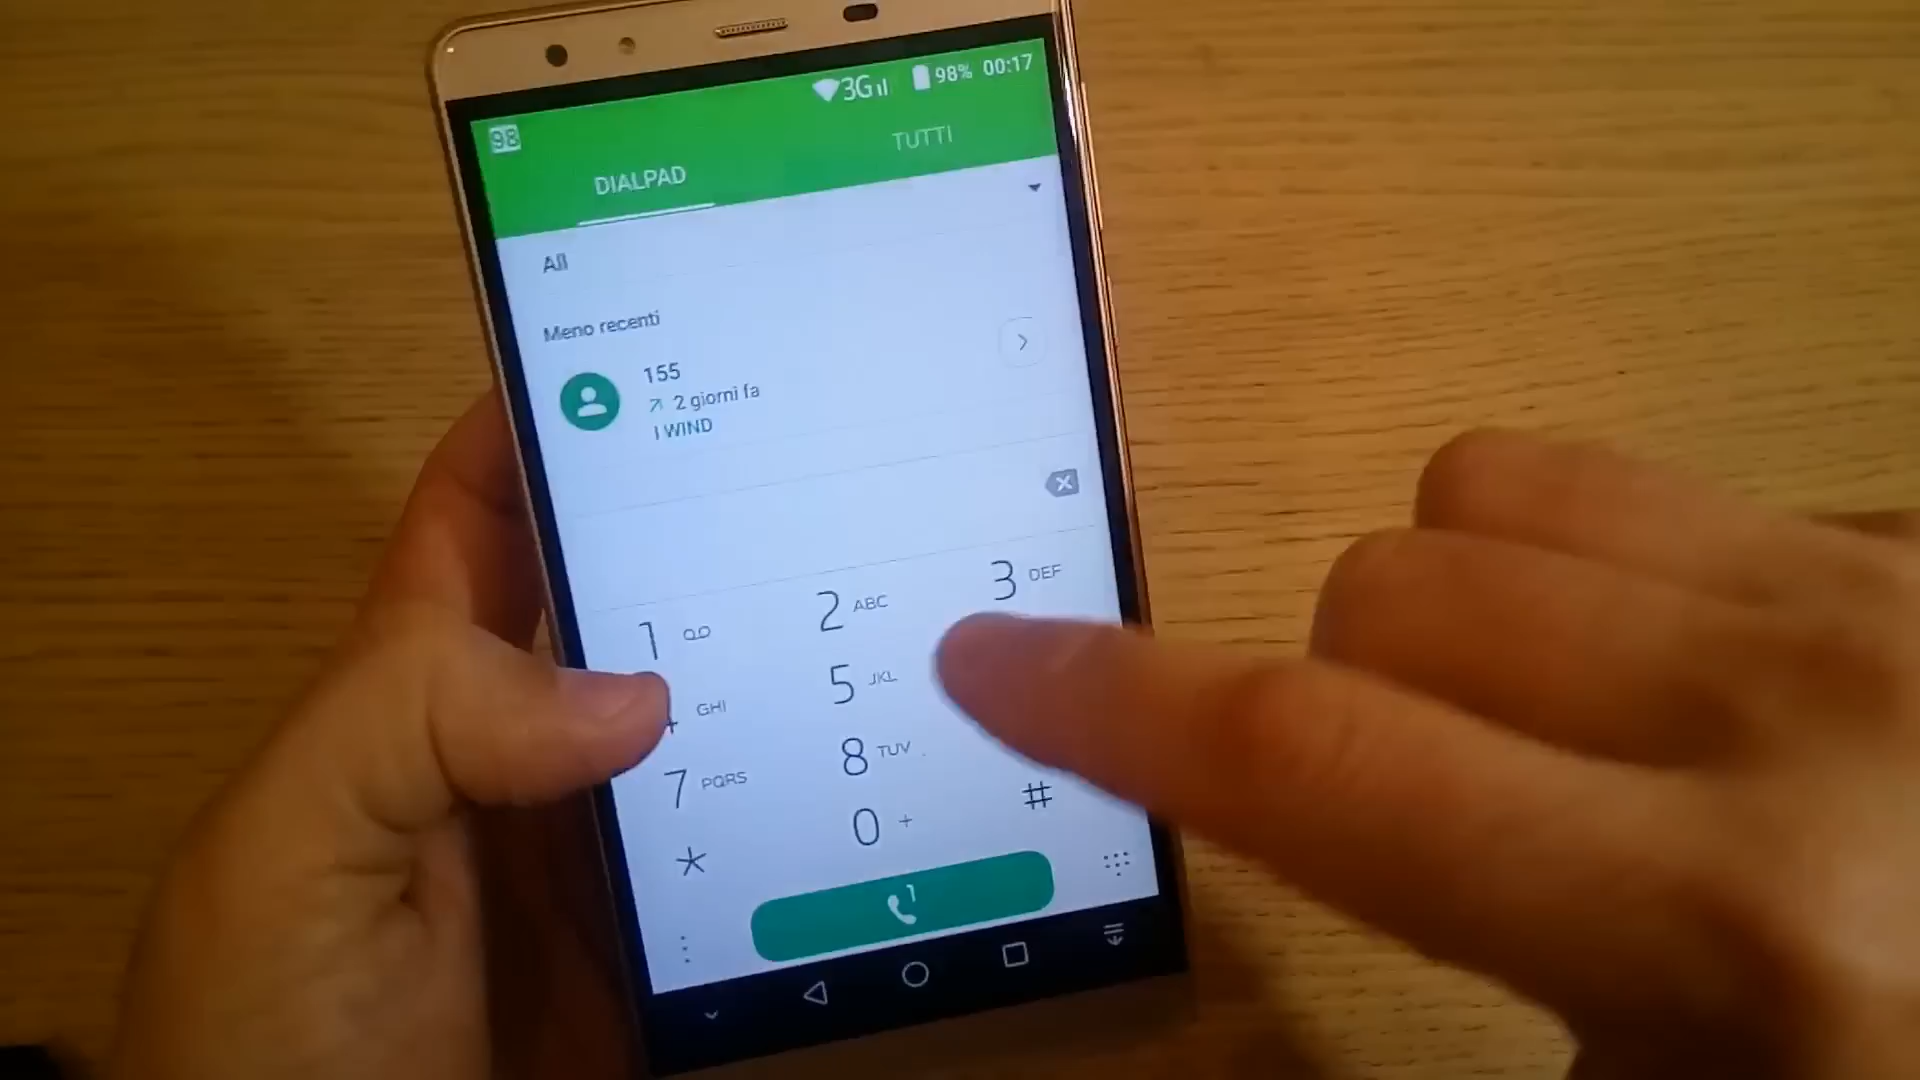 3G 98% 00:17
98
DIALPAD TUTTI
All
Meno recenti
155
2 giorni fa
I WIND
1 2 ABC 3 DEF
GHI 5 JKL
7 PQRS 8 TUV
* 0 + #
1